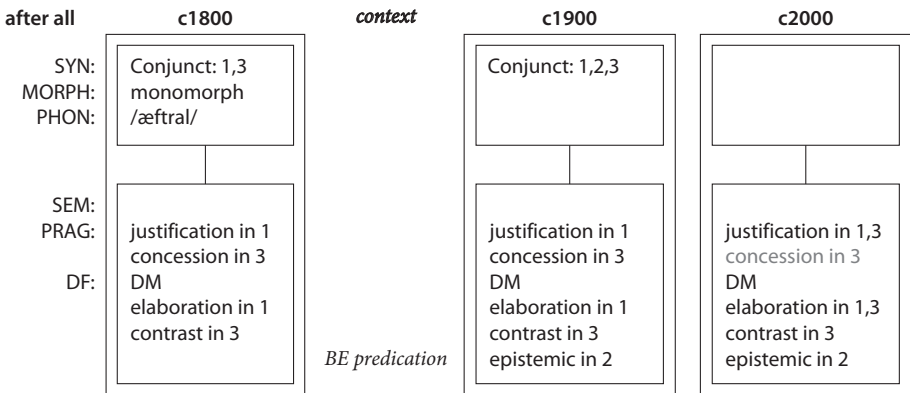 after all c1800 context c1900 c2000
SYN: Conjunct: 1,3 Conjunct: 1,2,3
MORPH: monomorph
PHON: /æftral/
SEM:
PRAG: justification in 1 justification in 1 justification in 1,3
concession in 3 concession in 3 concession in 3
DF: DM DM DM
elaboration in 1 elaboration in 1 elaboration in 1,3
contrast in 3 contrast in 3 contrast in 3
BE predication epistemic in 2 epistemic in 2